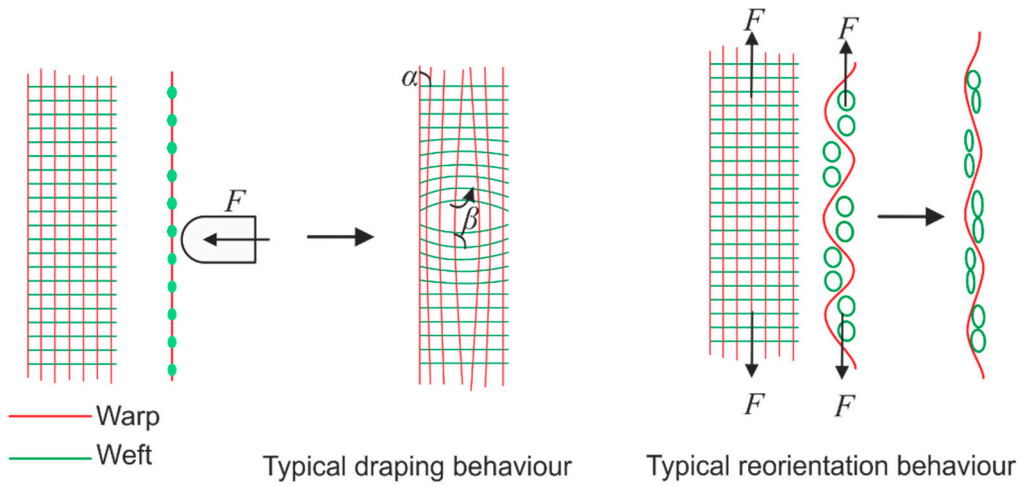 F
α
β
F
F
F
F
Warp
Weft
Typical draping behaviour
Typical reorientation behaviour